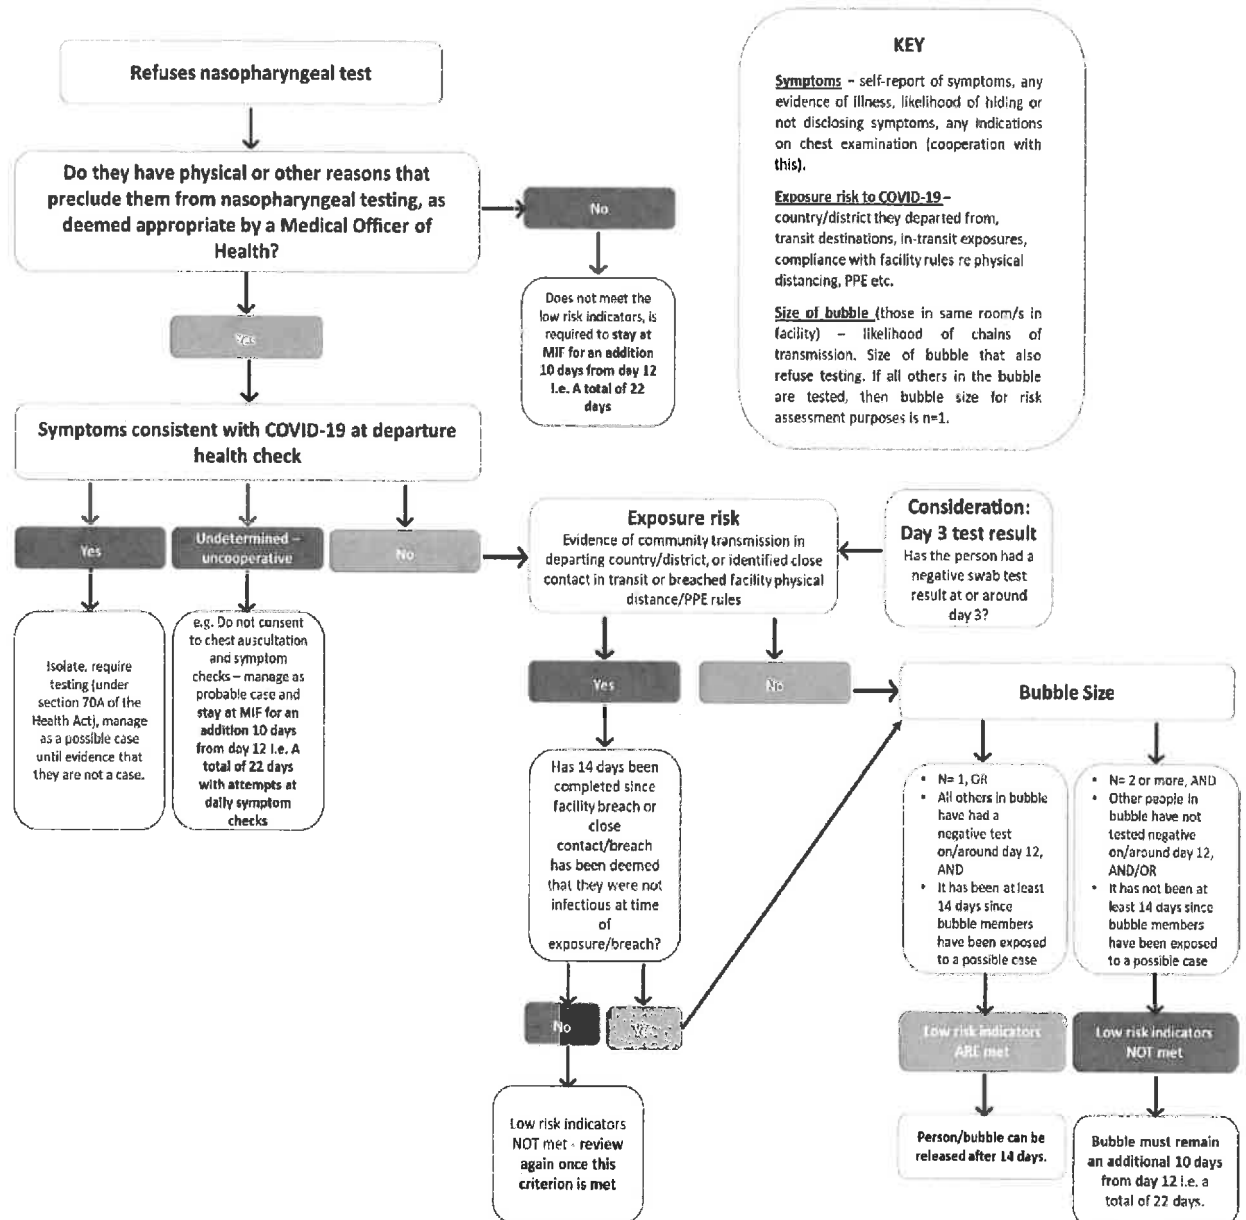 Refuses nasopharyngeal test
Do they have physical or other reasons that
preclude them from nasopharyngeal testing, as
deemed appropriate by a Medical Officer of
Health?
No
Does not meet the
low risk indicators, is
required to stay at
MIF for an addition
10 days from day 12
i.e. A total of 22
days
Yes
Symptoms consistent with COVID-19 at departure
health check
Yes
Undetermined –
uncooperative
No
Isolate, require
testing (under
section 70A of the
Health Act), manage
as a possible case
until evidence that
they are not a case.
e.g. Do not consent
to chest auscultation
and symptom
checks – manage as
probable case and
stay at MIF for an
addition 10 days
from day 12 i.e. A
total of 22 days
with attempts at
daily symptom
checks
KEY
Symptoms – self-report of symptoms, any
evidence of illness, likelihood of hiding or
not disclosing symptoms, any indications
on chest examination (cooperation with
this).
Exposure risk to COVID-19 –
country/district they departed from,
transit destinations, in-transit exposures,
compliance with facility rules re physical
distancing, PPE etc.
Size of bubble (those in same room/s in
facility) – likelihood of chains of
transmission. Size of bubble that also
refuse testing. If all others in the bubble
are tested, then bubble size for risk
assessment purposes is n=1.
Exposure risk
Evidence of community transmission in
departing country/district, or identified close
contact in transit or breached facility physical
distance/PPE rules
Consideration:
Day 3 test result
Has the person had a
negative swab test
result at or around
day 3?
Yes
No
Has 14 days been
completed since
facility breach or
close
contact/breach
has been deemed
that they were not
infectious at time
of
exposure/breach?
No
Yes
Low risk indicators
NOT met - review
again once this
criterion is met
Bubble Size
• N= 1, OR
• All others in bubble
have had a
negative test
on/around day 12,
AND
• It has been at least
14 days since
bubble members
have been exposed
to a possible case
• N= 2 or more, AND
• Other people in
bubble have not
tested negative
on/around day 12,
AND/OR
• It has not been at
least 14 days since
bubble members
have been exposed
to a possible case
Low risk indicators
ARE met
Low risk indicators
NOT met
Person/bubble can be
released after 14 days.
Bubble must remain
an additional 10 days
from day 12 i.e. a
total of 22 days.